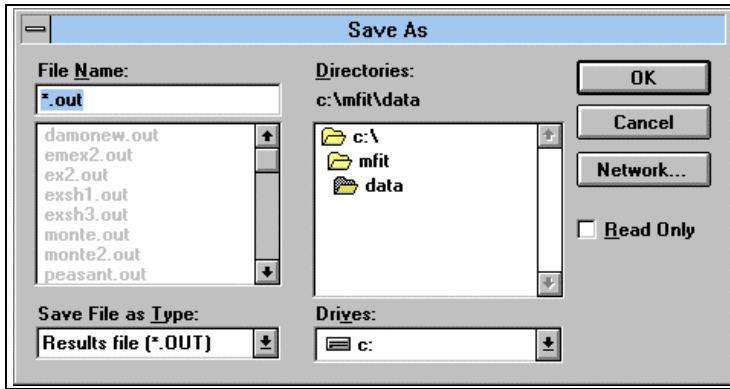 Save As
File Name:
*.out
damonew.out
emex2.out
ex2.out
exsh1.out
exsh3.out
monte.out
monte2.out
peasant.out
Save File as Type:
Results file (*.OUT)
Directories:
c:\mfit\data
c:\
mfit
data
Drives:
c:
OK
Cancel
Network...
Read Only